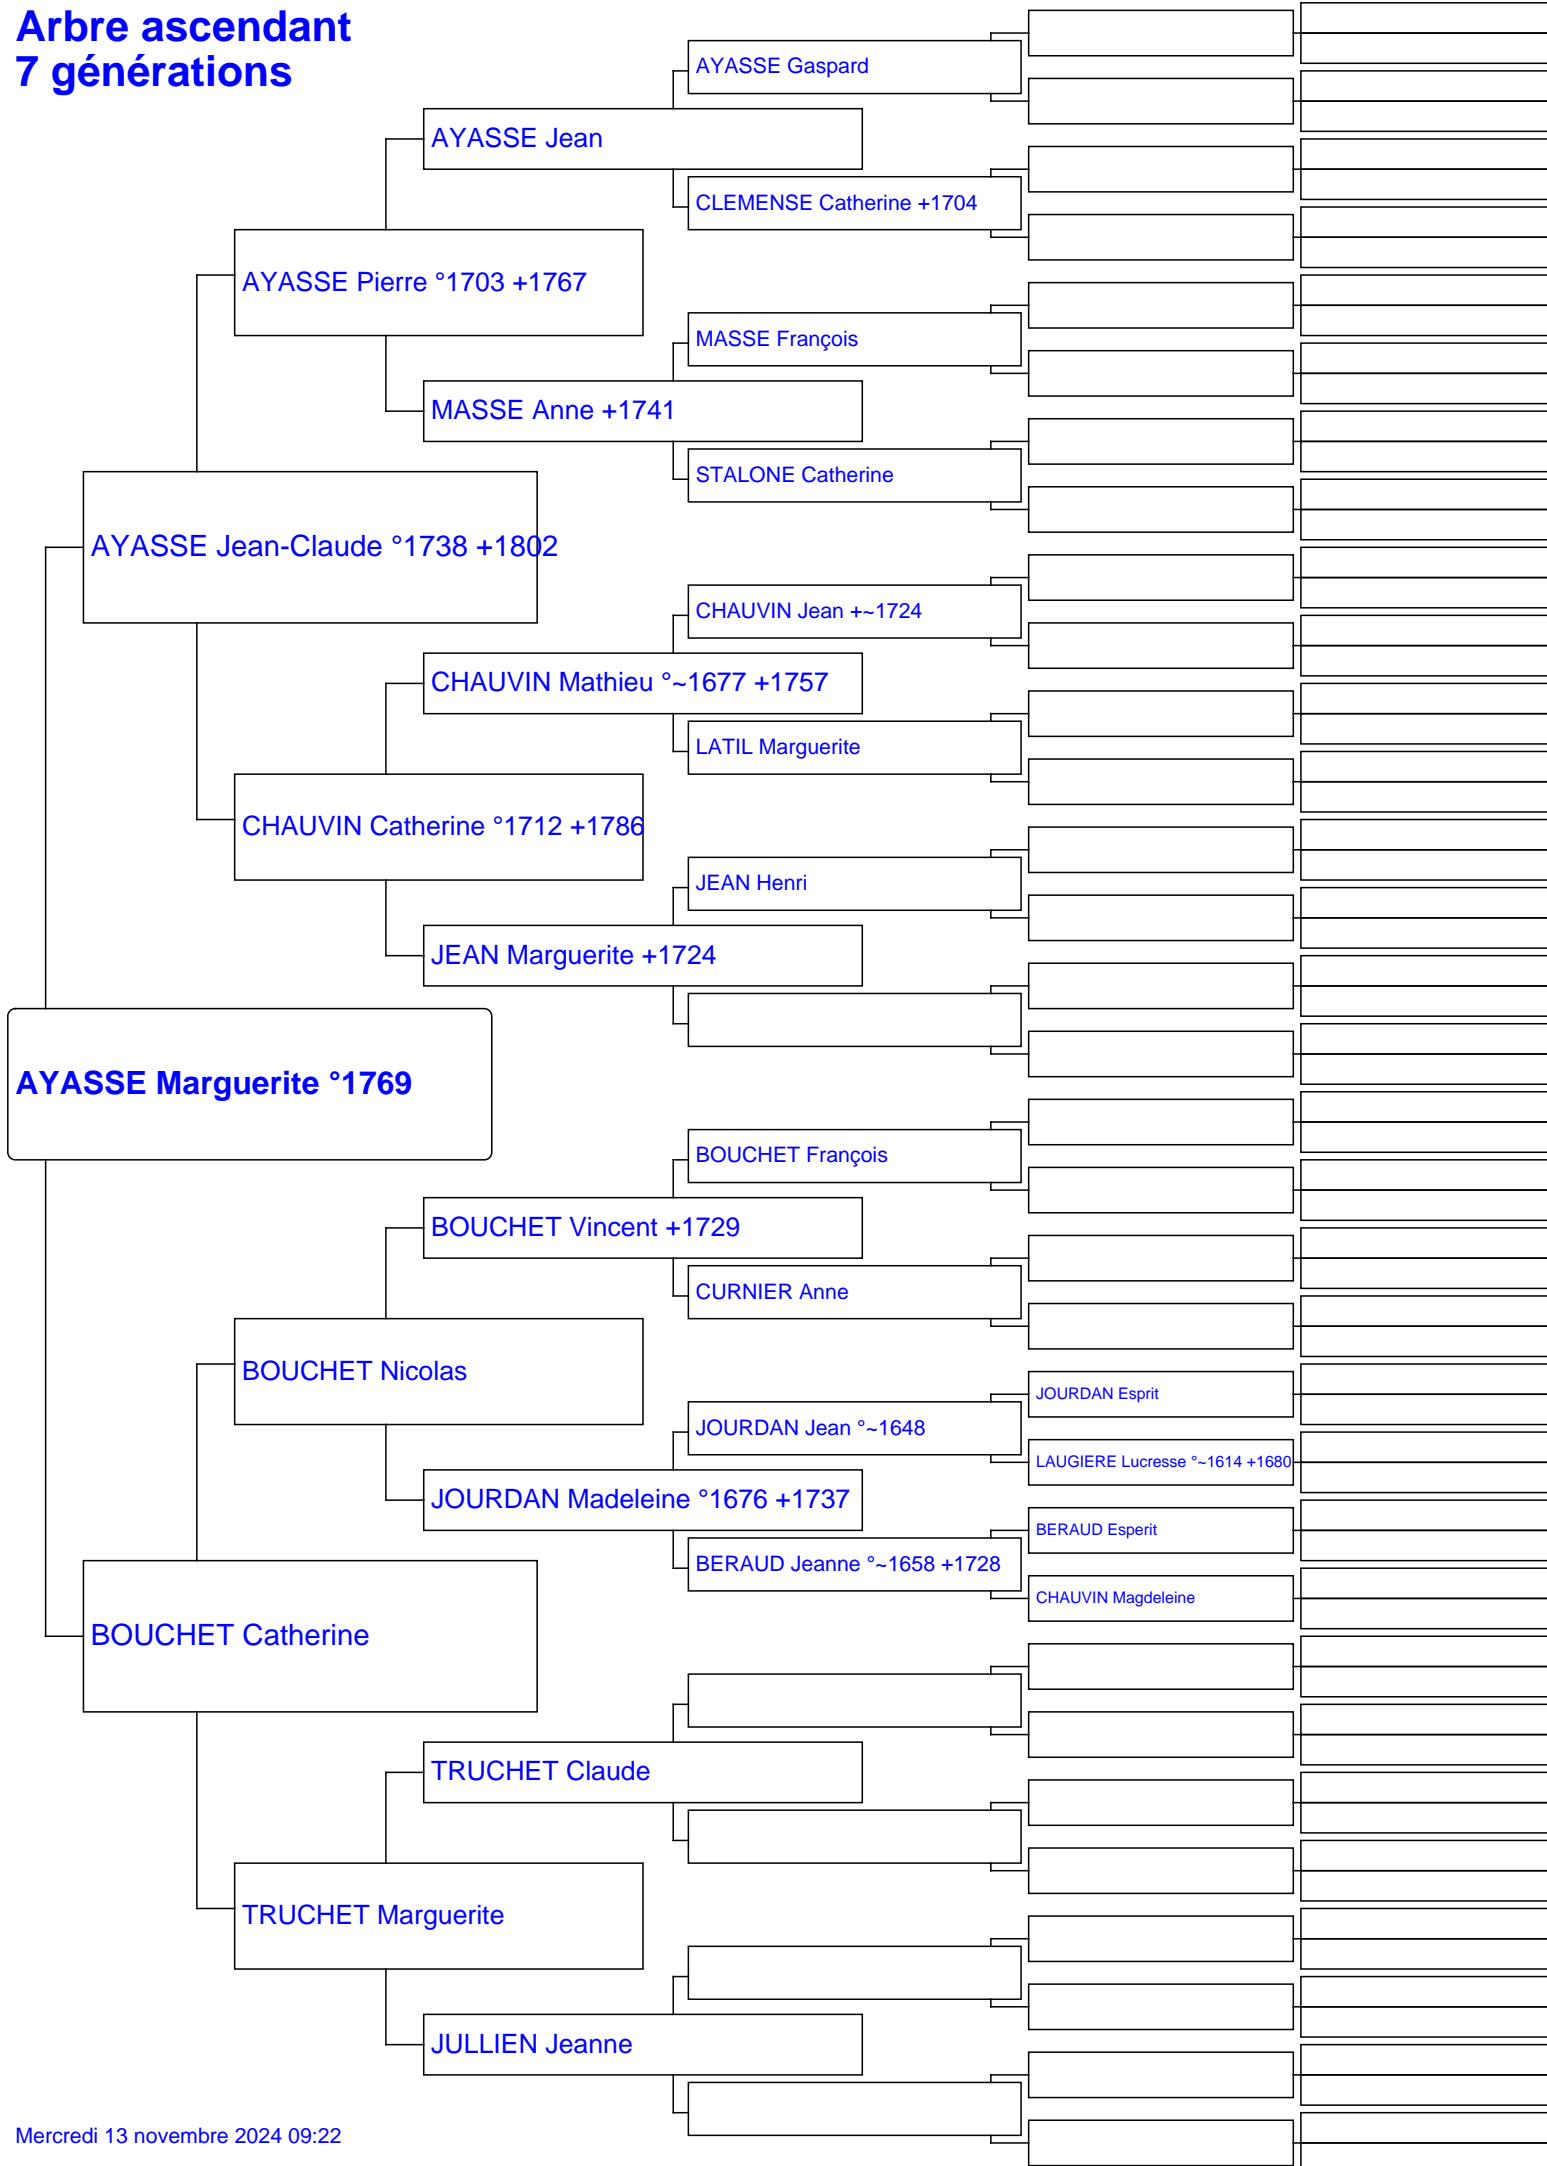 Arbre ascendant
7 générations
AYASSE Gaspard
AYASSE Jean
CLEMENSE Catherine +1704
AYASSE Pierre °1703 +1767
MASSE François
MASSE Anne +1741
STALONE Catherine
AYASSE Jean-Claude °1738 +1802
CHAUVIN Jean +~1724
CHAUVIN Mathieu °~1677 +1757
LATIL Marguerite
CHAUVIN Catherine °1712 +1786
JEAN Henri
JEAN Marguerite +1724
AYASSE Marguerite °1769
BOUCHET François
BOUCHET Vincent +1729
CURNIER Anne
BOUCHET Nicolas
JOURDAN Esprit
JOURDAN Jean °~1648
LAUGIERE Lucresse °~1614 +1680
JOURDAN Madeleine °1676 +1737
BERAUD Esperit
BERAUD Jeanne °~1658 +1728
CHAUVIN Magdeleine
BOUCHET Catherine
TRUCHET Claude
TRUCHET Marguerite
JULLIEN Jeanne
Mercredi 13 novembre 2024 09:22